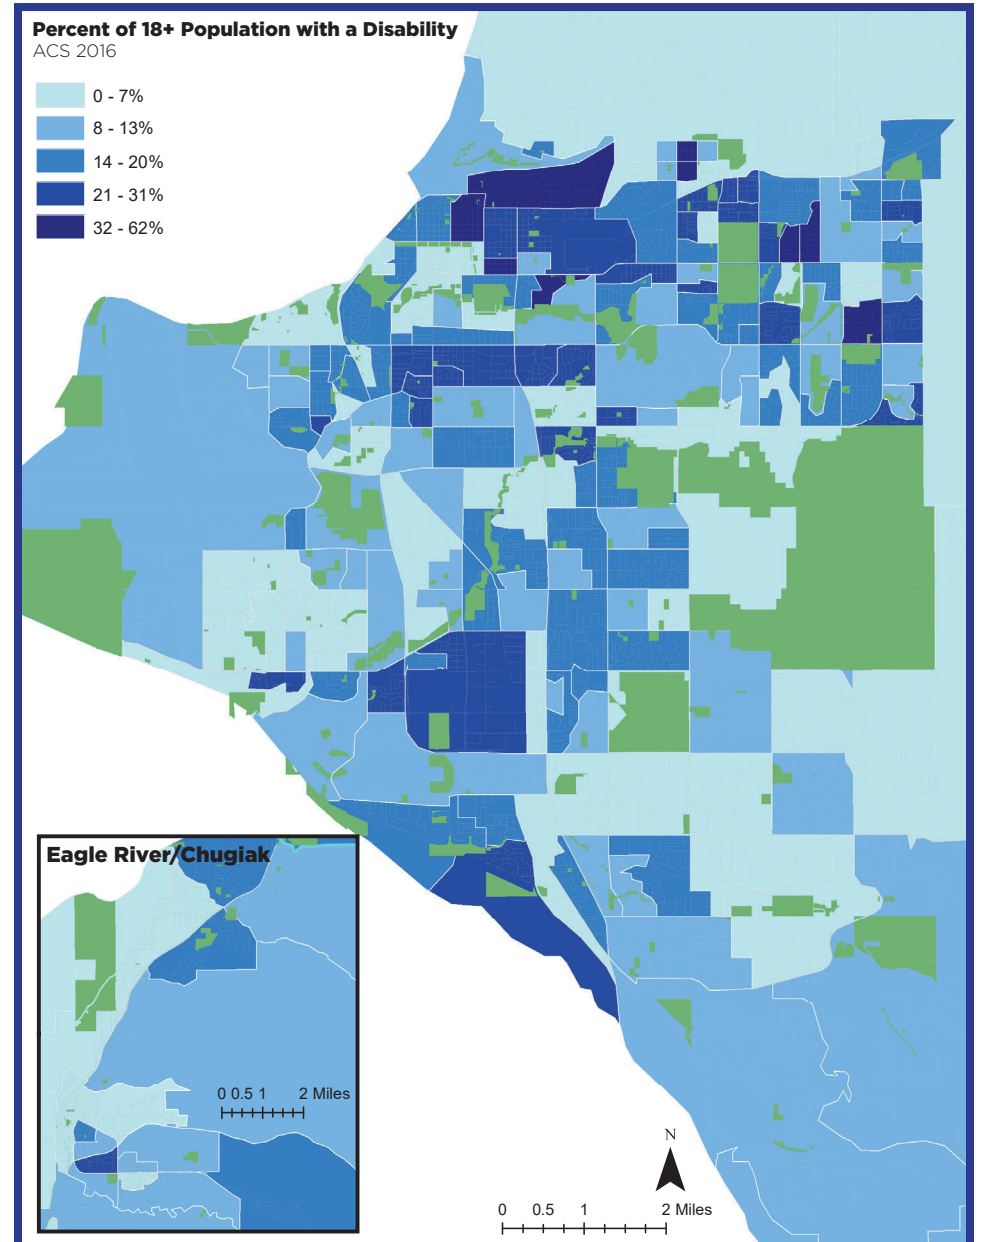 Percent of 18+ Population with a Disability
ACS 2016
0 - 7%
8 - 13%
14 - 20%
21 - 31%
32 - 62%
Eagle River/Chugiak
0 0.5 1 2 Miles
N
0 0.5 1 2 Miles